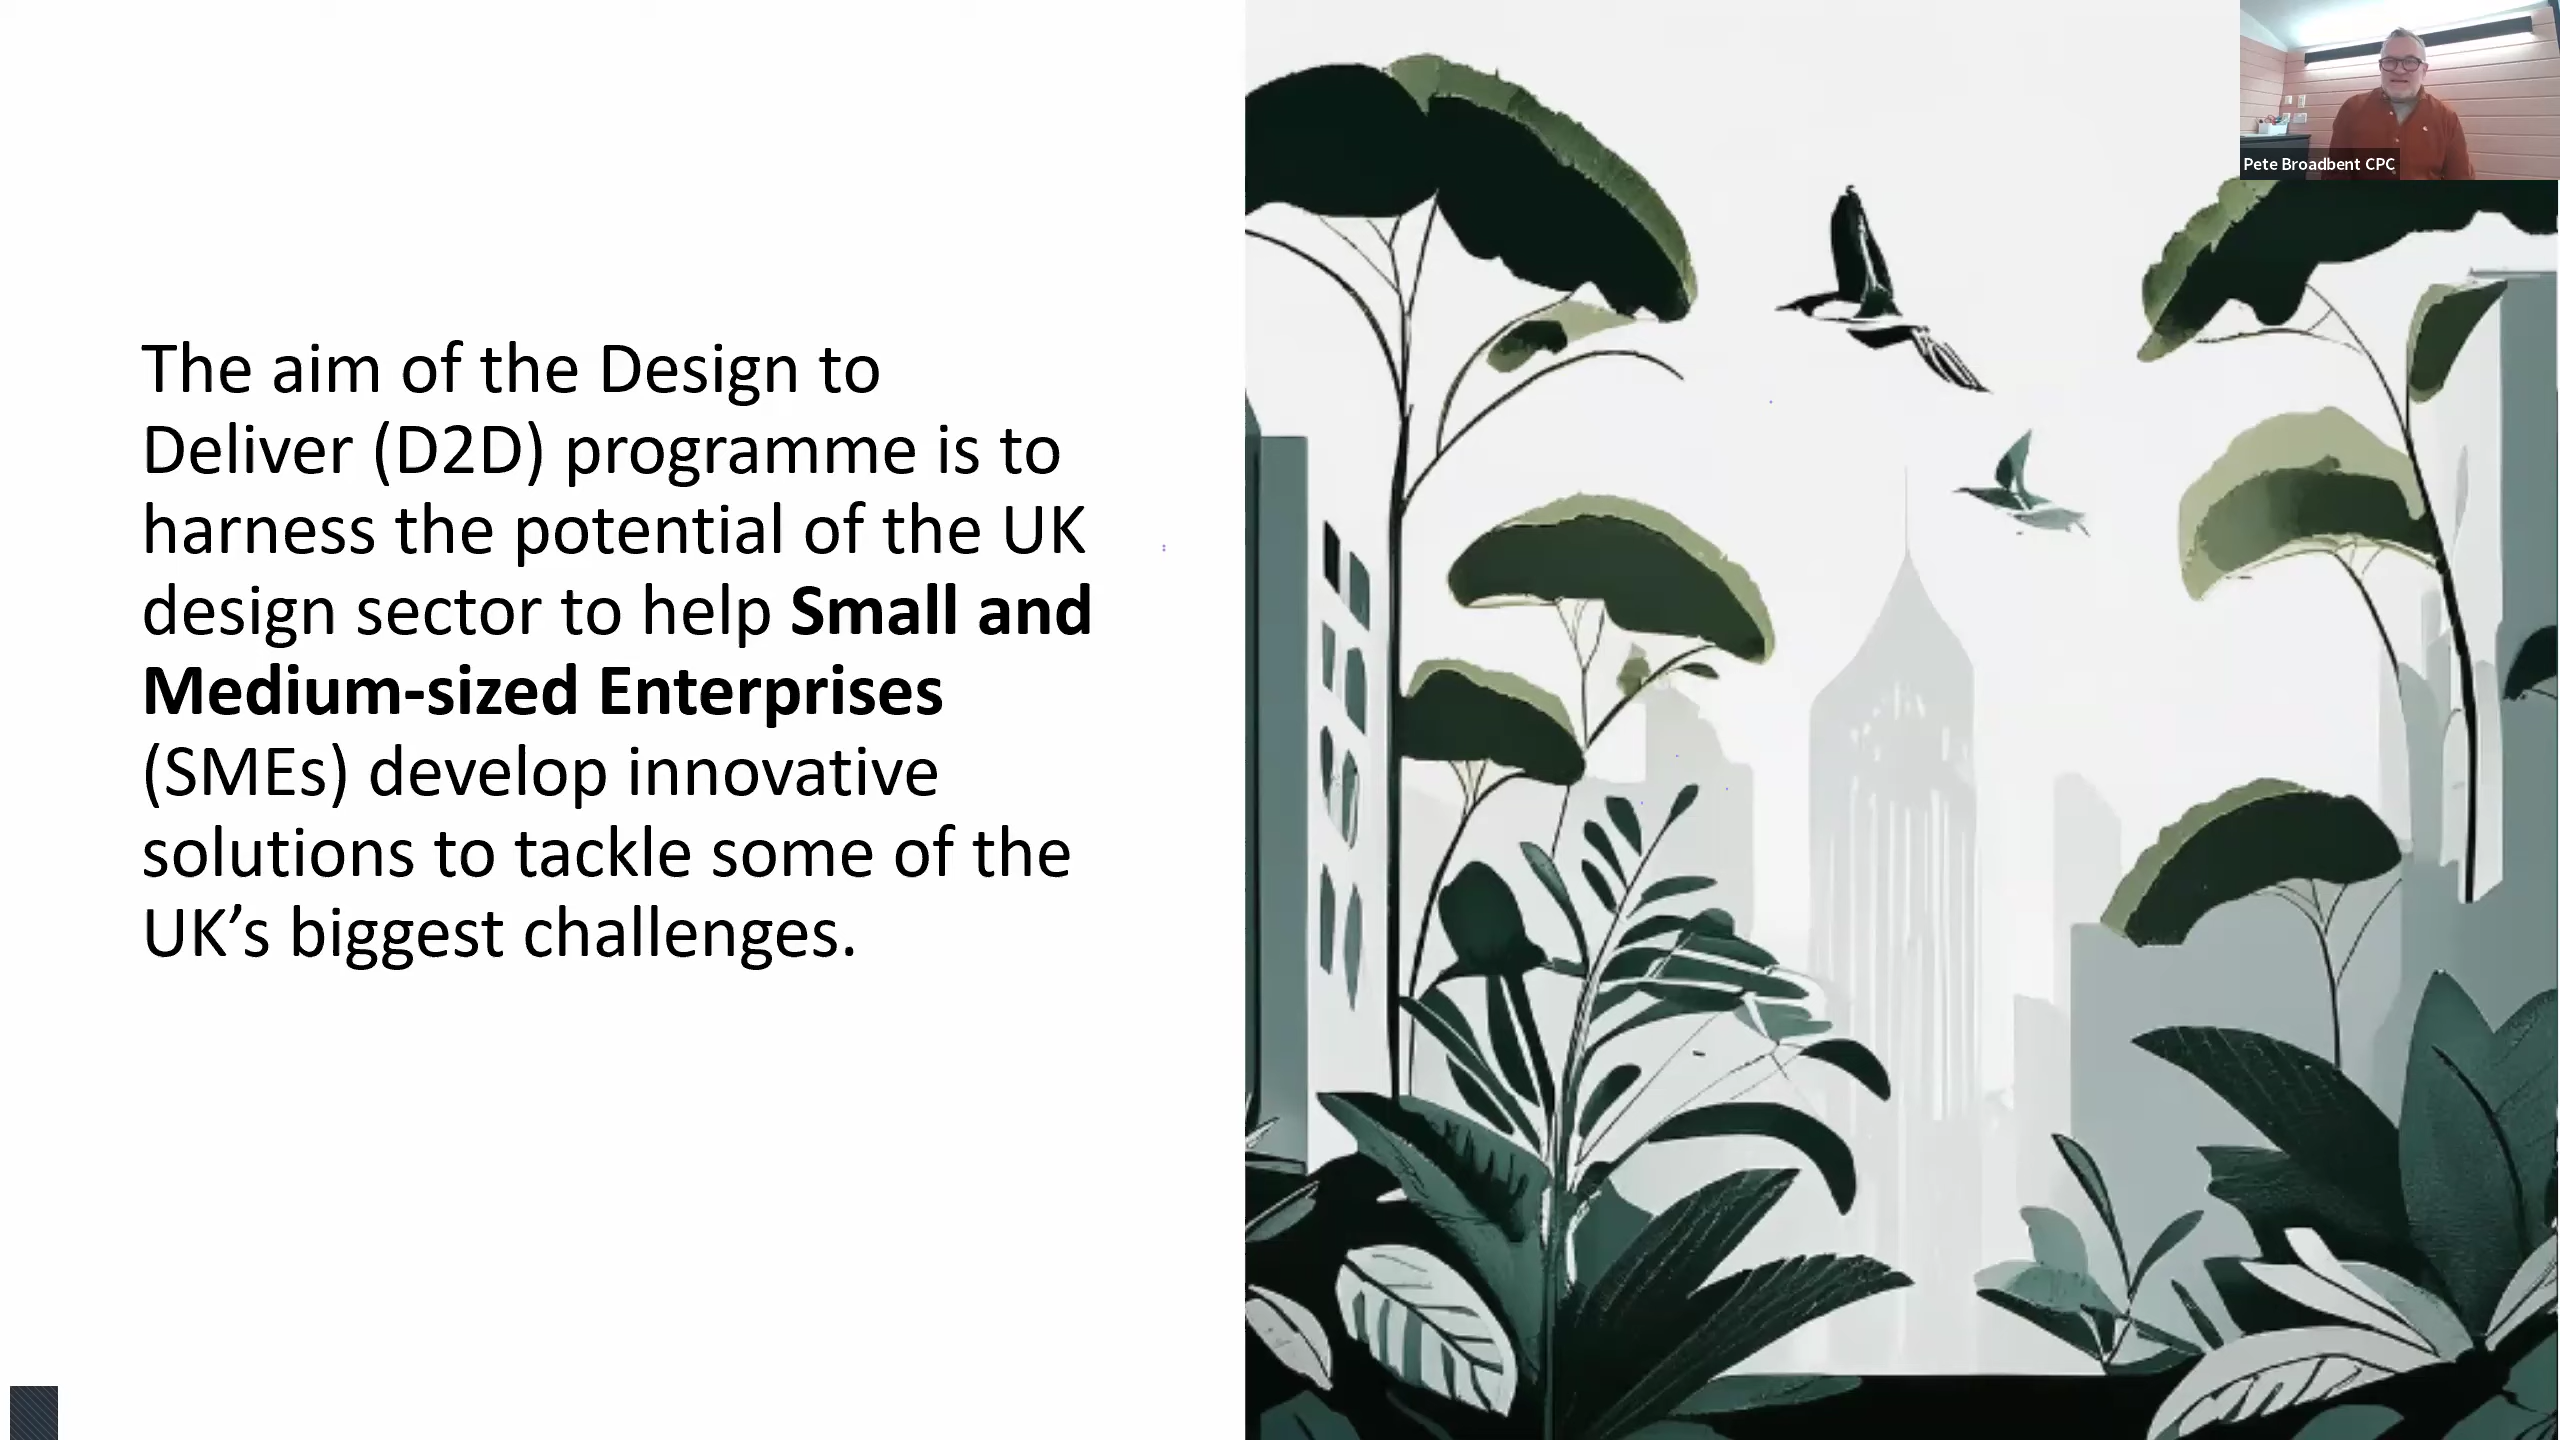 The aim of the Design to
Deliver (D2D) programme is to
harness the potential of the UK
design sector to help Small and
Medium-sized Enterprises
(SMEs) develop innovative
solutions to tackle some of the
UK’s biggest challenges.
Pete Broadbent CPC